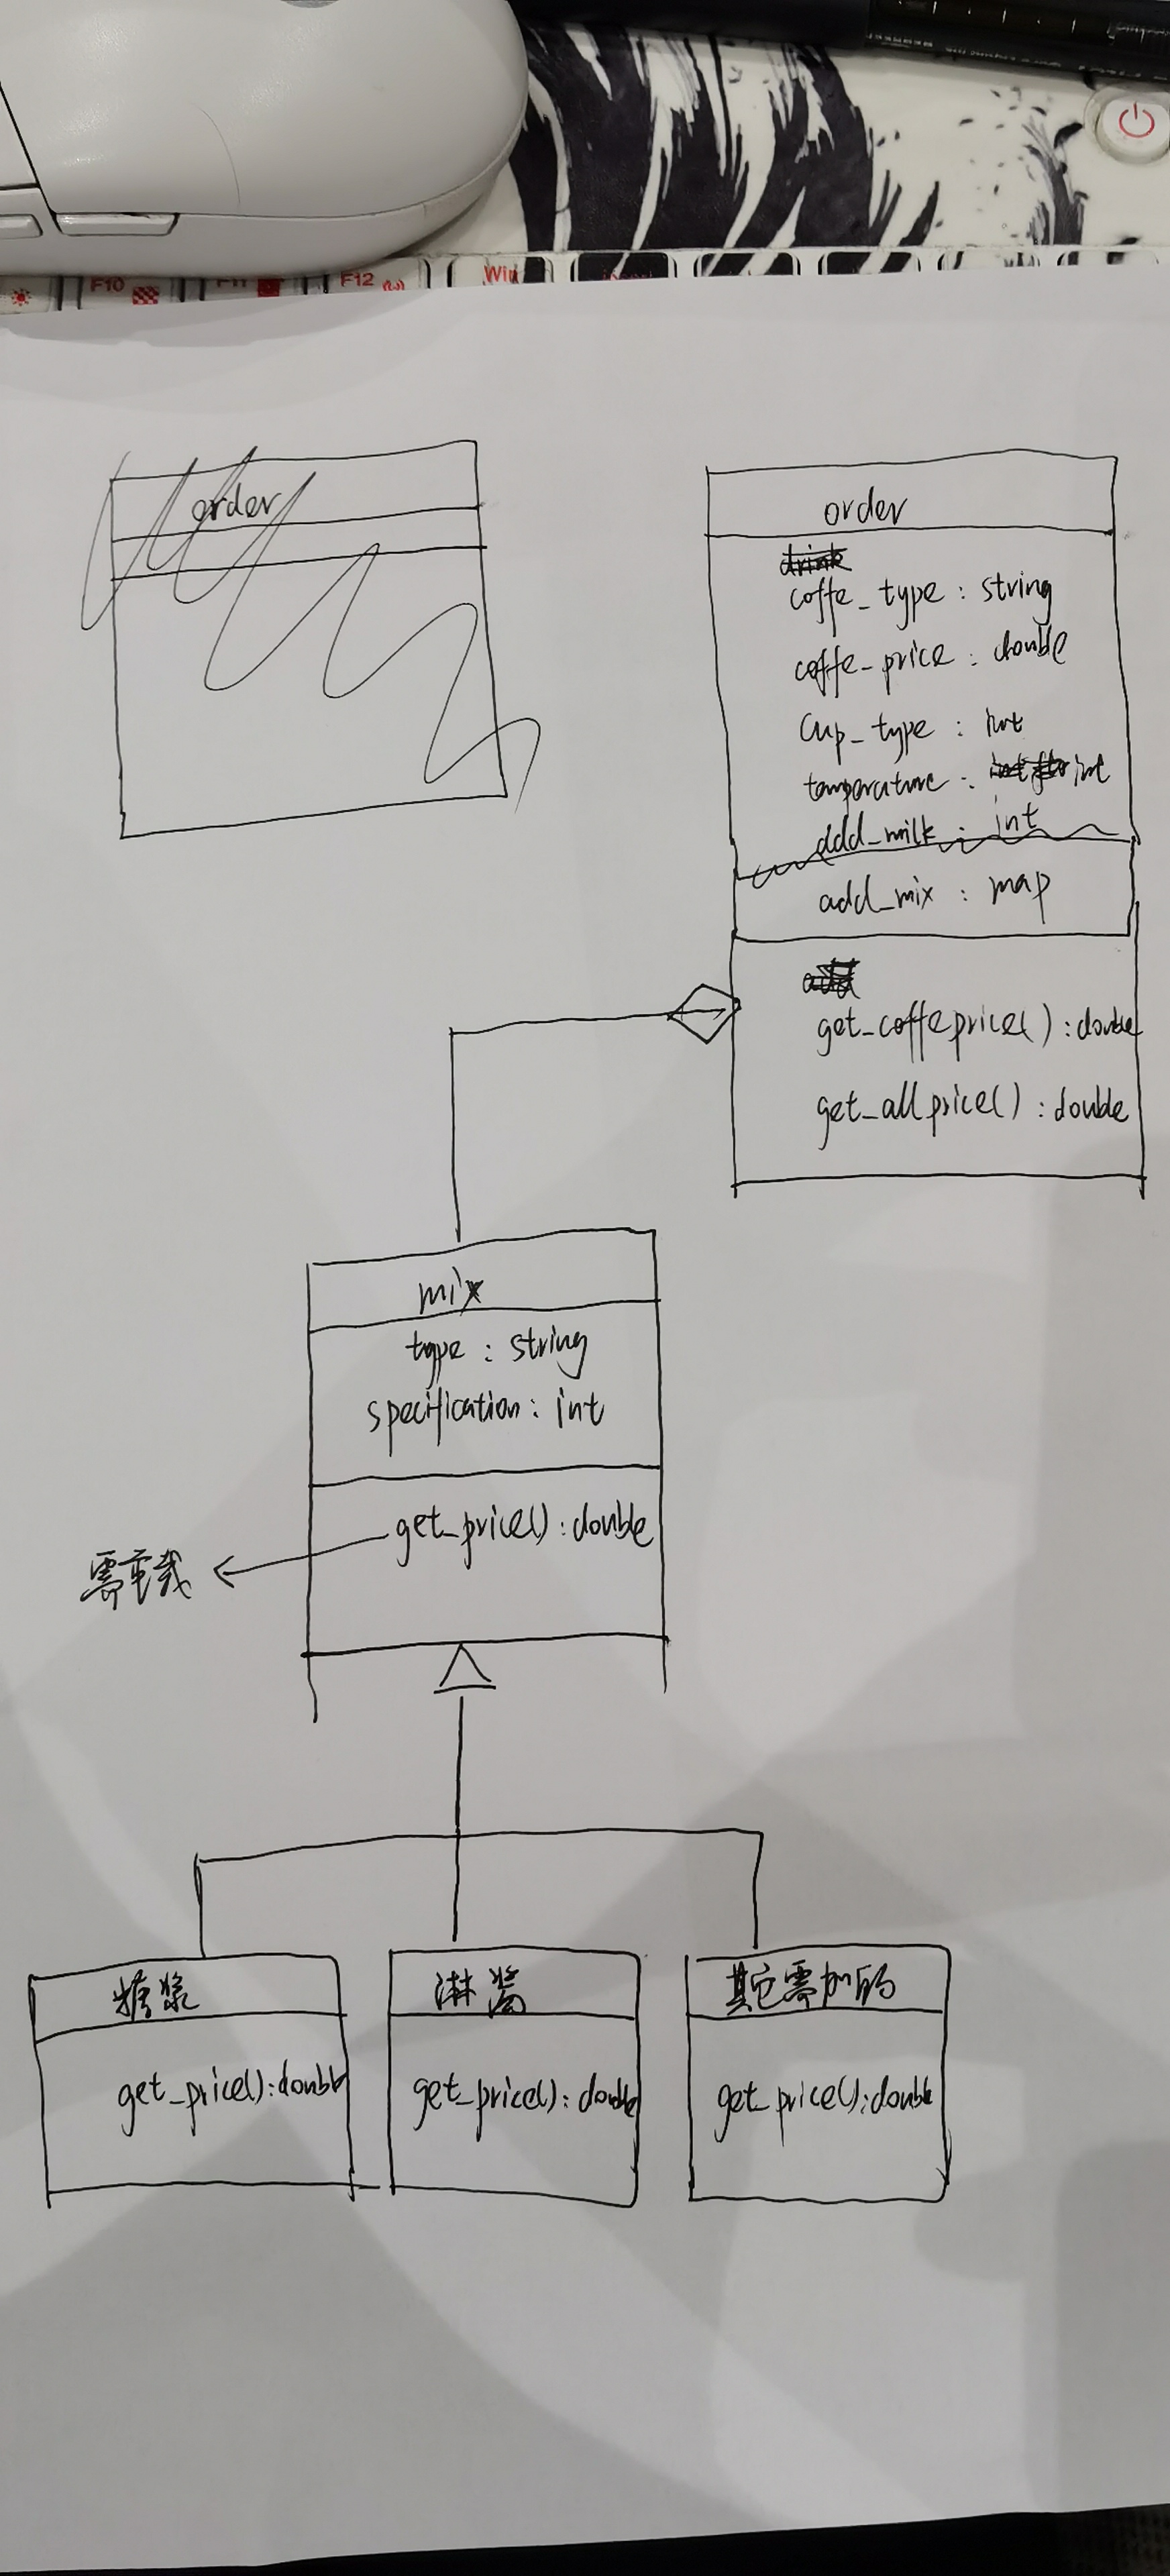 F10
F11
F12
Win
order
order
drink
coffe_type : string
coffe_price : double
cup_type : int
temperature : int
add_milk : int
add_mix : map
add
get_coffeprice() : double
get_allprice() : double
mix
type : string
specification : int
get_price() : double
需重载
糖浆
get_price() : double
淋酱
get_price() : double
其它需加的
get_price() : double